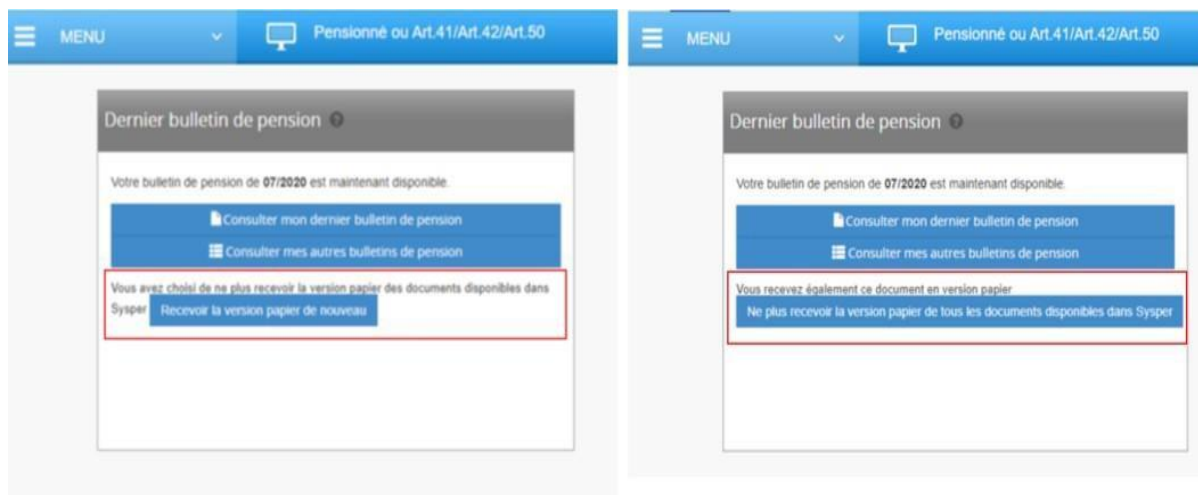 MENU
Pensionné ou Art.41/Art.42/Art.50
Dernier bulletin de pension
Votre bulletin de pension de 07/2020 est maintenant disponible.
Consulter mon dernier bulletin de pension
Consulter mes autres bulletins de pension
Vous avez choisi de ne plus recevoir la version papier des documents disponibles dans
Sysper Recevoir la version papier de nouveau
MENU
Pensionné ou Art.41/Art.42/Art.50
Dernier bulletin de pension
Votre bulletin de pension de 07/2020 est maintenant disponible.
Consulter mon dernier bulletin de pension
Consulter mes autres bulletins de pension
Vous recevez également ce document en version papier
Ne plus recevoir la version papier de tous les documents disponibles dans Sysper